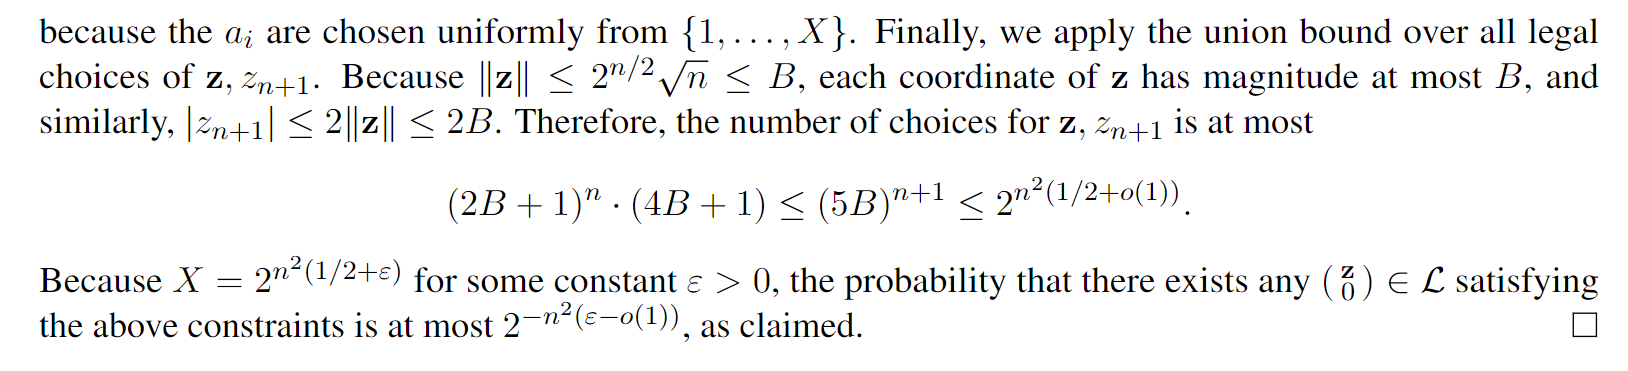 because the $a_i$ are chosen uniformly from $\{1, \ldots, X\}$. Finally, we apply the union bound over all legal
choices of $\mathbf{z}, z_{n+1}$. Because $\|\mathbf{z}\| \leq 2^{n/2}\sqrt{n} \leq B$, each coordinate of $\mathbf{z}$ has magnitude at most $B$, and
similarly, $|z_{n+1}| \leq 2\|\mathbf{z}\| \leq 2B$. Therefore, the number of choices for $\mathbf{z}, z_{n+1}$ is at most
$(2B + 1)^n \cdot (4B + 1) \leq (5B)^{n+1} \leq 2^{n^2(1/2+o(1))}.$
Because $X = 2^{n^2(1/2+\varepsilon)}$ for some constant $\varepsilon > 0$, the probability that there exists any $\binom{\mathbf{z}}{0} \in \mathcal{L}$ satisfying
the above constraints is at most $2^{-n^2(\varepsilon-o(1))}$, as claimed. □